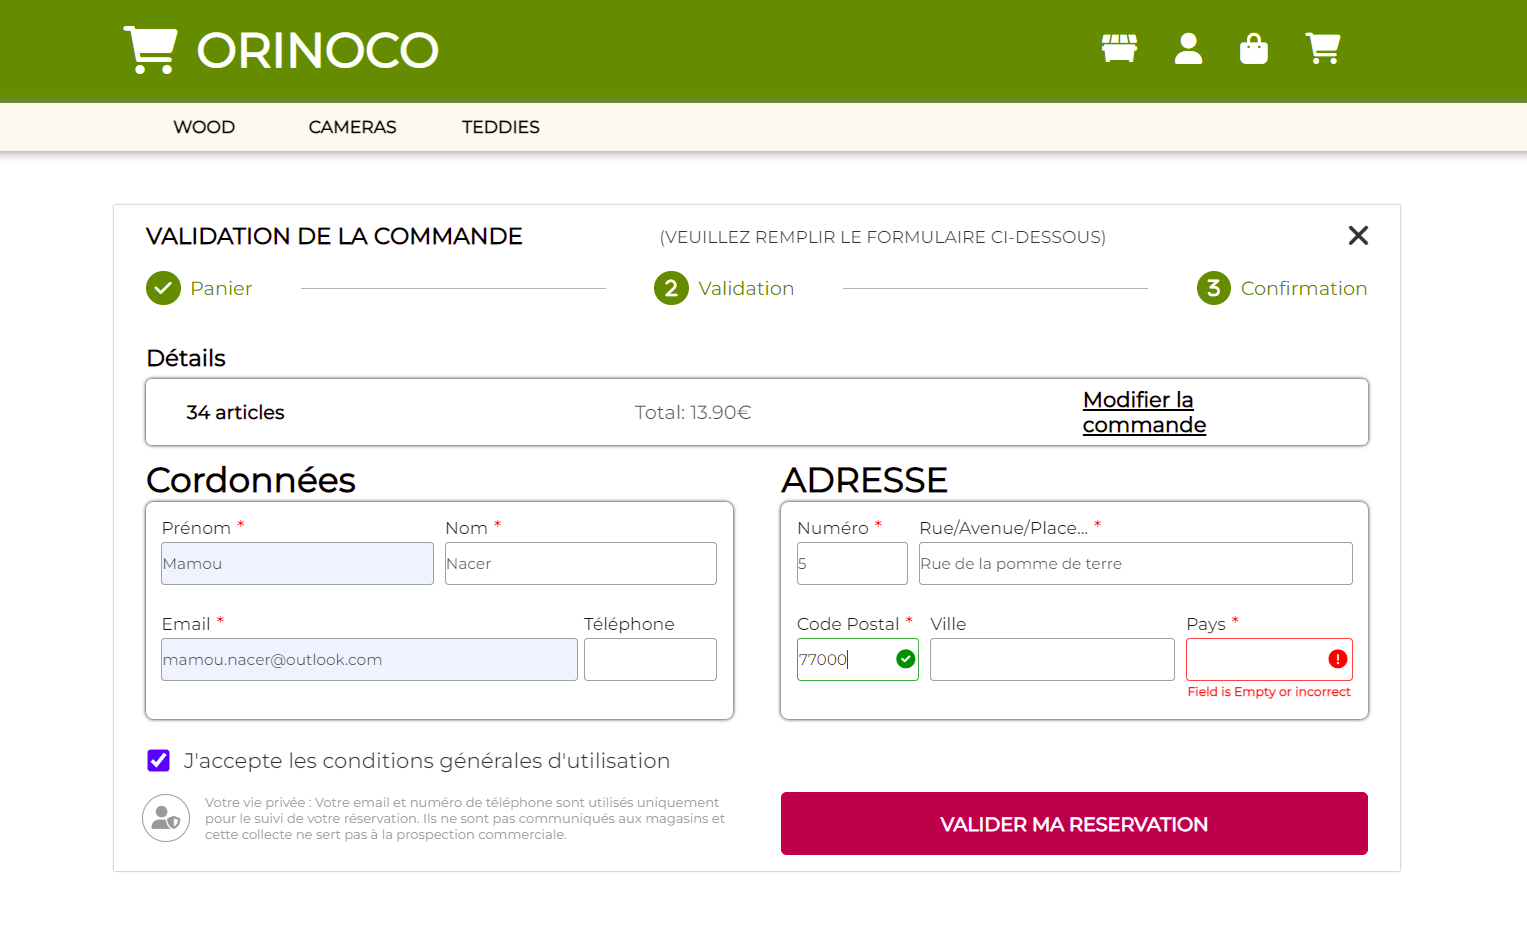 ORINOCO
WOOD CAMERAS TEDDIES
VALIDATION DE LA COMMANDE (VEUILLEZ REMPLIR LE FORMULAIRE CI-DESSOUS)
Panier 2 Validation 3 Confirmation
Détails
34 articles Total: 13.90€ Modifier la
commande
Cordonnées
Prénom * Nom *
Mamou Nacer
Email * Téléphone
mamou.nacer@outlook.com
ADRESSE
Numéro * Rue/Avenue/Place... *
5 Rue de la pomme de terre
Code Postal * Ville Pays *
77000
Field is Empty or incorrect
J'accepte les conditions générales d'utilisation
Votre vie privée : Votre email et numéro de téléphone sont utilisés uniquement
pour le suivi de votre réservation. Ils ne sont pas communiqués aux magasins et
cette collecte ne sert pas à la prospection commerciale.
VALIDER MA RESERVATION